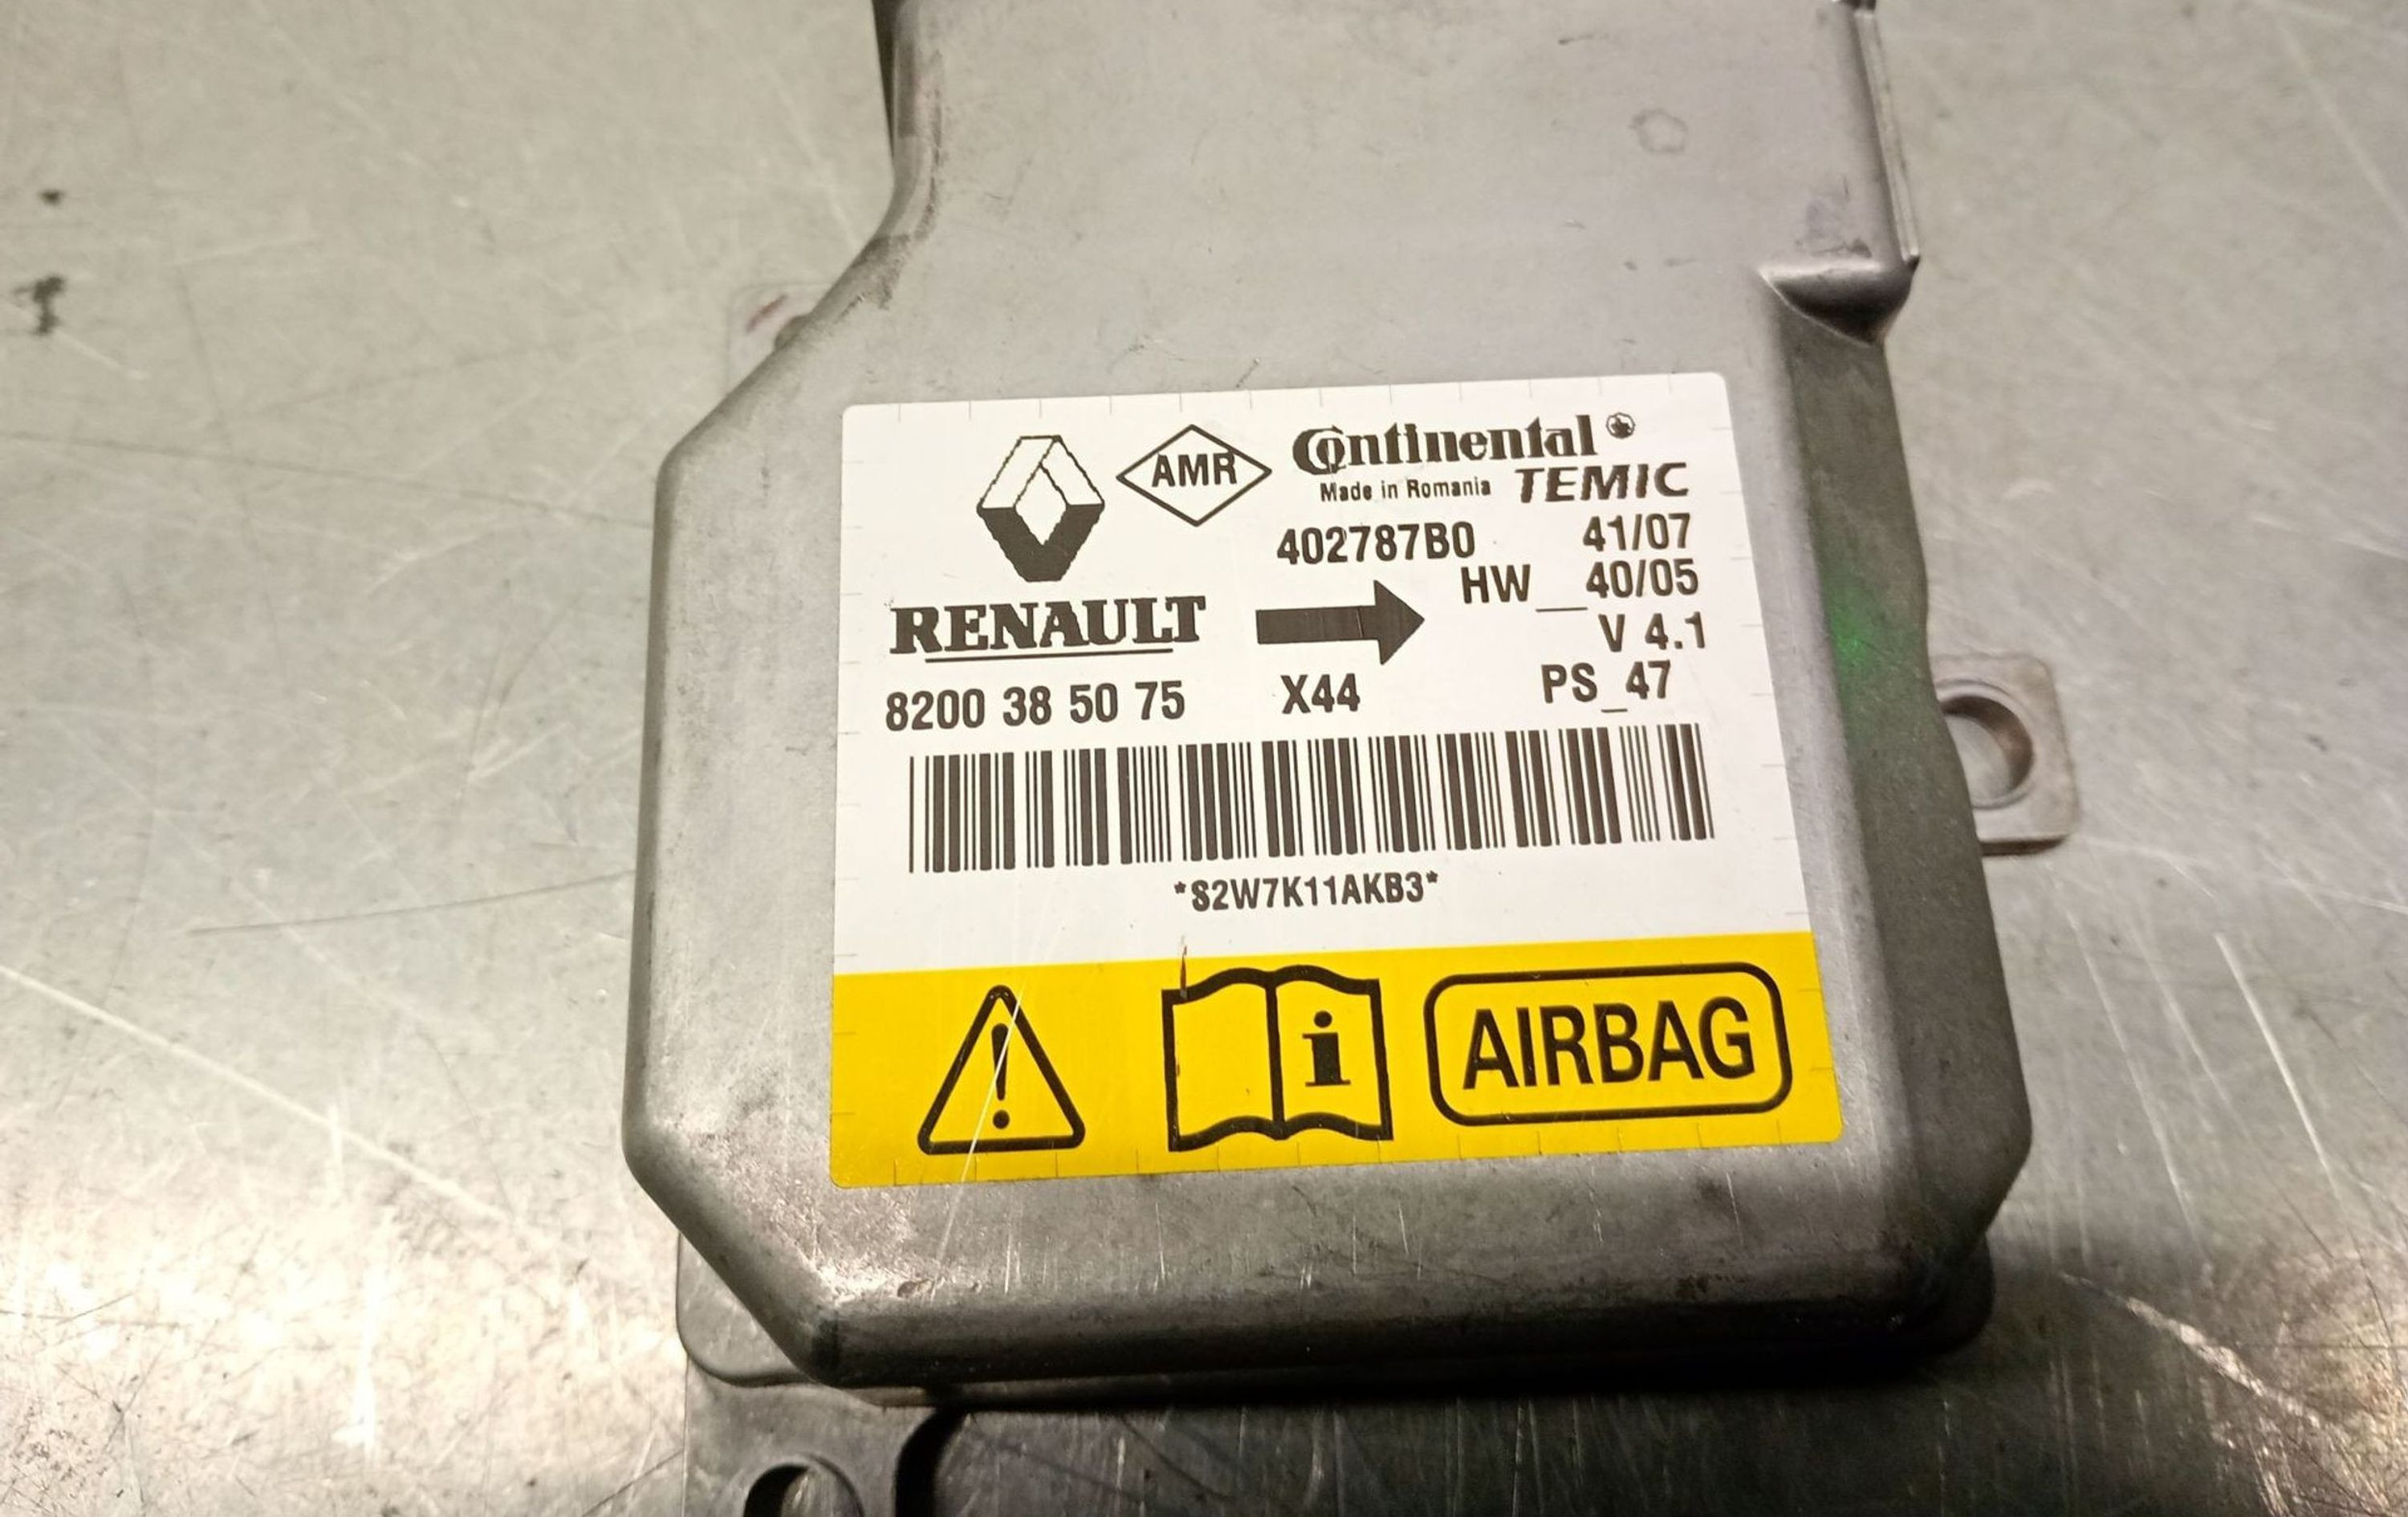 AMR
Continental
Made in Romania TEMIC
402787B0 41/07
HW__40/05
RENAULT
V 4.1
8200 38 50 75 X44 PS_47
*S2W7K11AKB3*
! i AIRBAG